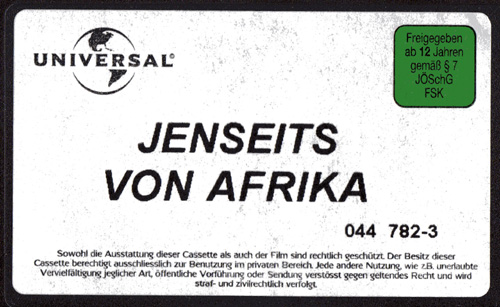 UNIVERSAL®
Freigegeben
ab 12 Jahren
gemäß § 7
JÖSchG
FSK
JENSEITS
VON AFRIKA
044 782-3
Sowohl die Ausstattung dieser Cassette als auch der Film sind rechtlich geschützt. Der Besitz dieser
Cassette berechtigt ausschliesslich zur Benutzung im privaten Bereich. Jede andere Nutzung, wie z.B. unerlaubte
Vervielfältigung jeglicher Art, öffentliche Vorführung oder Sendung verstösst gegen geltendes Recht und wird
straf- und zivilrechtlich verfolgt.